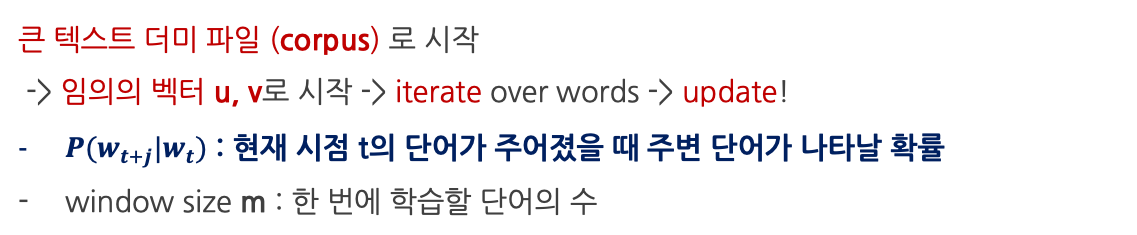 큰 텍스트 더미 파일 (corpus) 로 시작
-> 임의의 벡터 u, v로 시작 -> iterate over words -> update!
- P(w_{t+j}|w_t) : 현재 시점 t의 단어가 주어졌을 때 주변 단어가 나타날 확률
- window size m : 한 번에 학습할 단어의 수